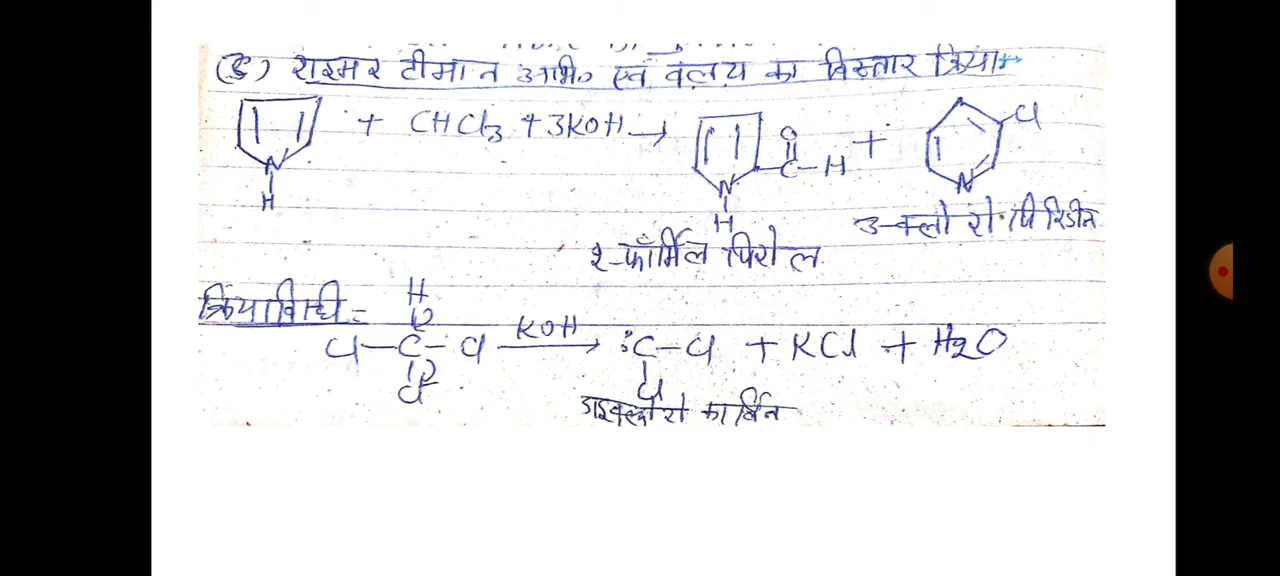 (ड) राइमर टीमान अभि० एवं वलय का विस्तार क्रिया
+ CHCl3 + 3KOH → O C-H + Cl
N H N H N
3-क्लोरो पिरिडीन
2-फॉर्मिल पिरोल
क्रियाविधी =
H
Cl-C-Cl KOH → :C-Cl + KCl + H2O
Cl Cl
डाइक्लोरो कार्बिन